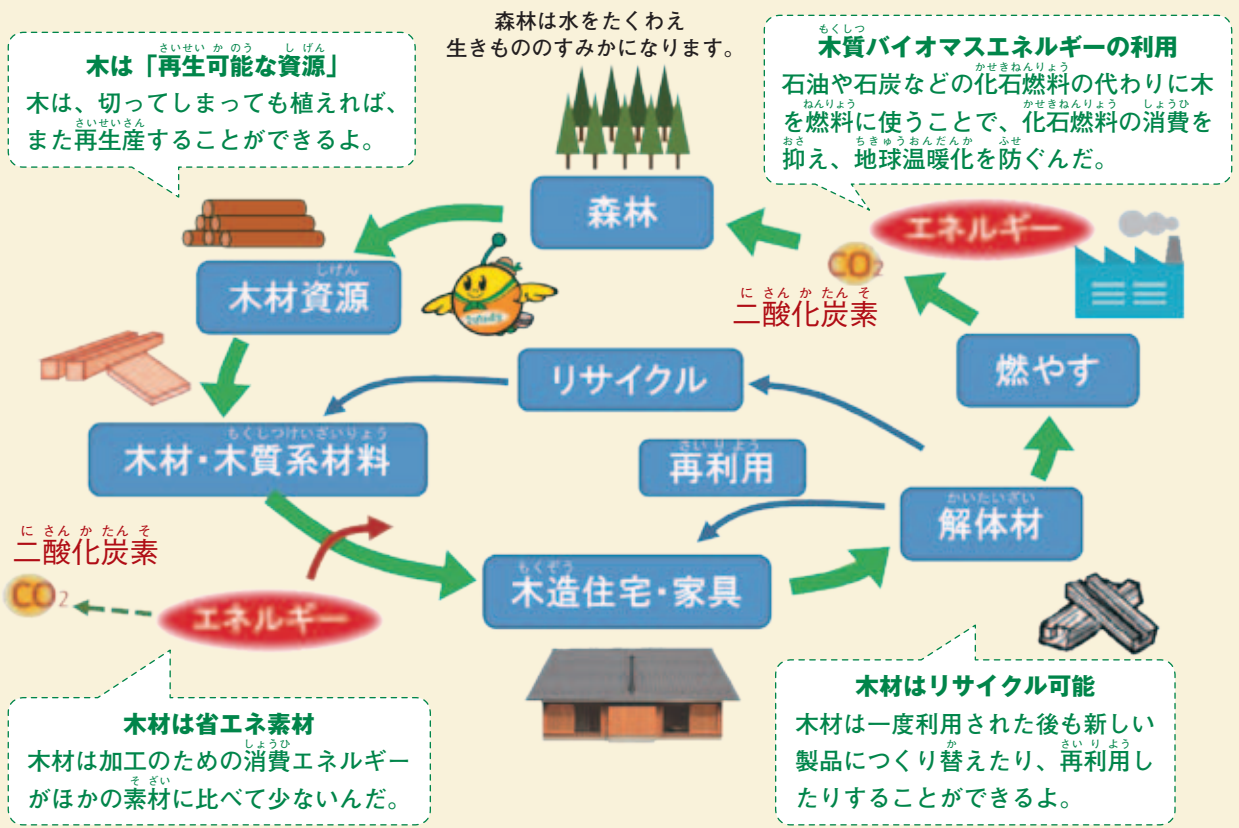 森林は水をたくわえ
生きもののすみかになります。
木は「再生可能な資源」
木は、切ってしまっても植えれば、
また再生産することができるよ。
木質バイオマスエネルギーの利用
石油や石炭などの化石燃料の代わりに木
を燃料に使うことで、化石燃料の消費を
抑え、地球温暖化を防ぐんだ。
森林
エネルギー
CO2
二酸化炭素
木材資源
燃やす
リサイクル
木材・木質系材料
再利用
解体材
二酸化炭素
CO2
エネルギー
木造住宅・家具
木材は省エネ素材
木材は加工のための消費エネルギー
がほかの素材に比べて少ないんだ。
木材はリサイクル可能
木材は一度利用された後も新しい
製品につくり替えたり、再利用し
たりすることができるよ。